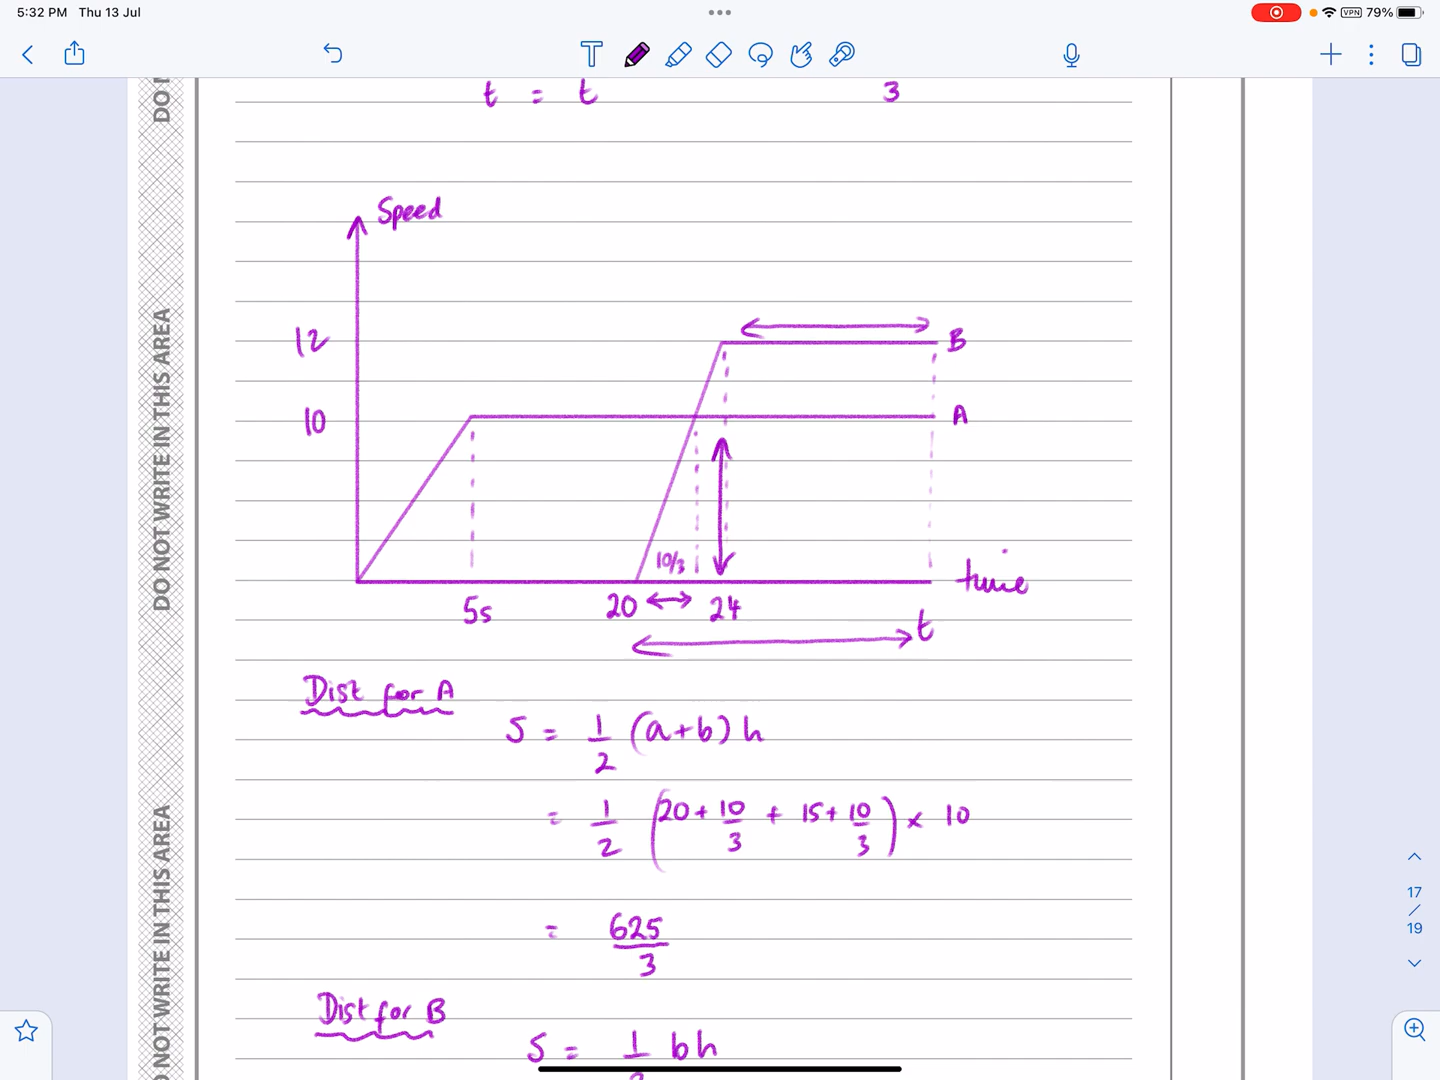 5:32 PM Thu 13 Jul
VPN 79%
T
t = t
3
DO NOT WRITE IN THIS AREA
Speed
12
B
10
A
10/3
time
5s
20
24
t
Dist for A
S = 1/2 (a+b) h
= 1/2 (20 + 10/3 + 15 + 10/3) × 10
= 625/3
17
/
19
DO NOT WRITE IN THIS AREA
Dist for B
S = 1/2 bh